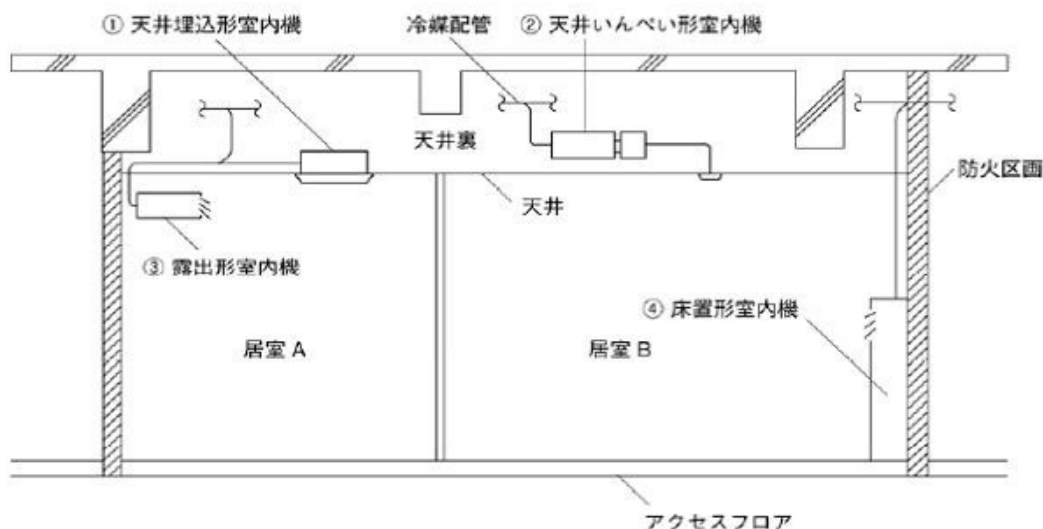 ① 天井埋込形室内機
冷媒配管
② 天井いんぺい形室内機
天井裏
防火区画
天井
③ 露出形室内機
④ 床置形室内機
居室 A
居室 B
アクセスフロア